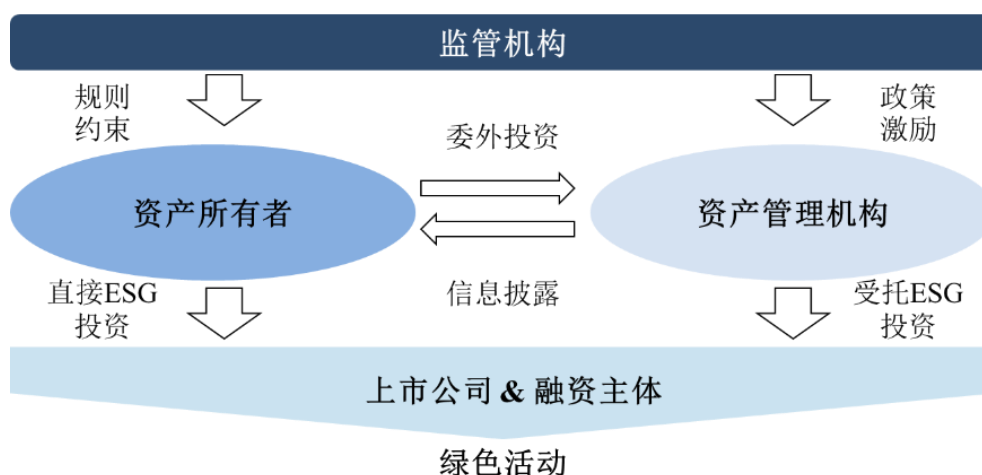 监管机构
规则
约束
政策
激励
委外投资
资产所有者
资产管理机构
信息披露
直接ESG
投资
受托ESG
投资
上市公司 & 融资主体
绿色活动